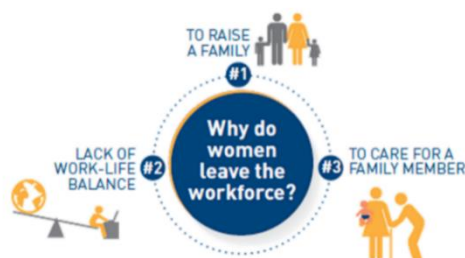 TO RAISE
A FAMILY
#1
Why do
women
leave the
workforce?
LACK OF
WORK-LIFE
BALANCE
#2
#3
TO CARE FOR A
FAMILY MEMBER